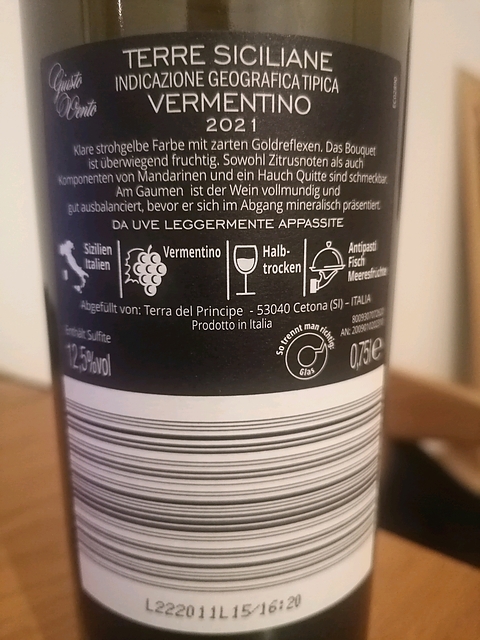 Giusto
Vento
TERRE SICILIANE
INDICAZIONE GEOGRAFICA TIPICA
VERMENTINO
2021
Klare strohgelbe Farbe mit zarten Goldreflexen. Das Bouquet
ist überwiegend fruchtig. Sowohl Zitrusnoten als auch
Komponenten von Mandarinen und ein Hauch Quitte sind schmeckbar.
Am Gaumen ist der Wein vollmundig und
gut ausbalanciert, bevor er sich im Abgang mineralisch präsentiert.
DA UVE LEGGERMENTE APPASSITE
Sizilien
Italien
Vermentino
Halb-
trocken
Antipasti
Fisch
Meeresfrüchte
Abgefüllt von: Terra del Principe - 53040 Cetona (SI) – ITALIA
Prodotto in Italia
Enthält Sulfite
12,5%vol
So trennt man richtig:
Glas
0,75l e
L222011L15/16:20